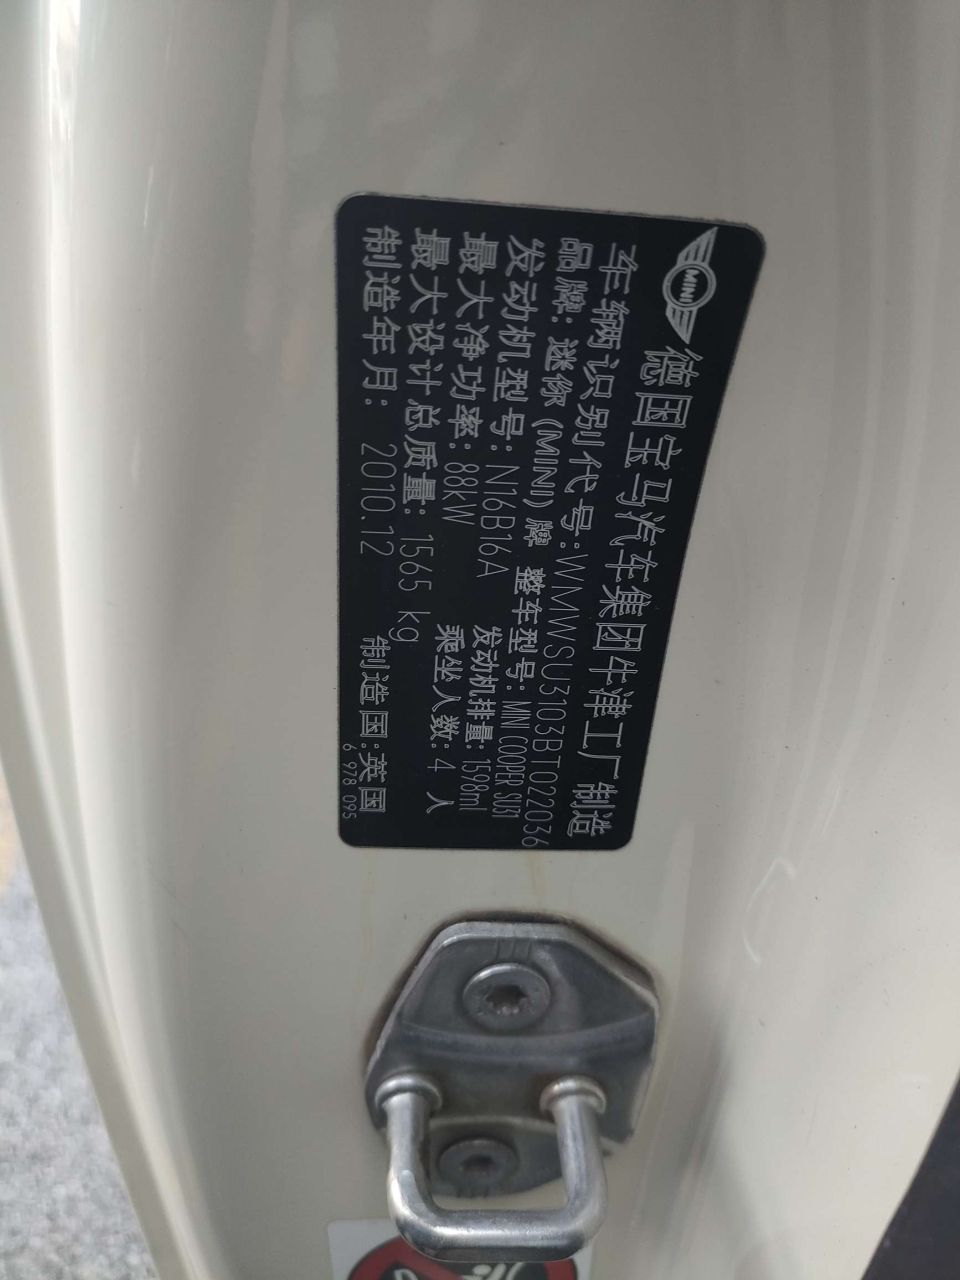 MINI
德国宝马汽车集团牛津工厂制造
车辆识别代号:WMWSU3103BT022036
品牌: 迷你 (MINI) 牌 整车型号: MINI COOPER SU31
发动机型号: N16B16A 发动机排量: 1598ml
最大净功率: 88kW 乘坐人数: 4 人
最大设计总质量: 1565 kg
制造年月: 2010.12 制造国:英国
6 978 095